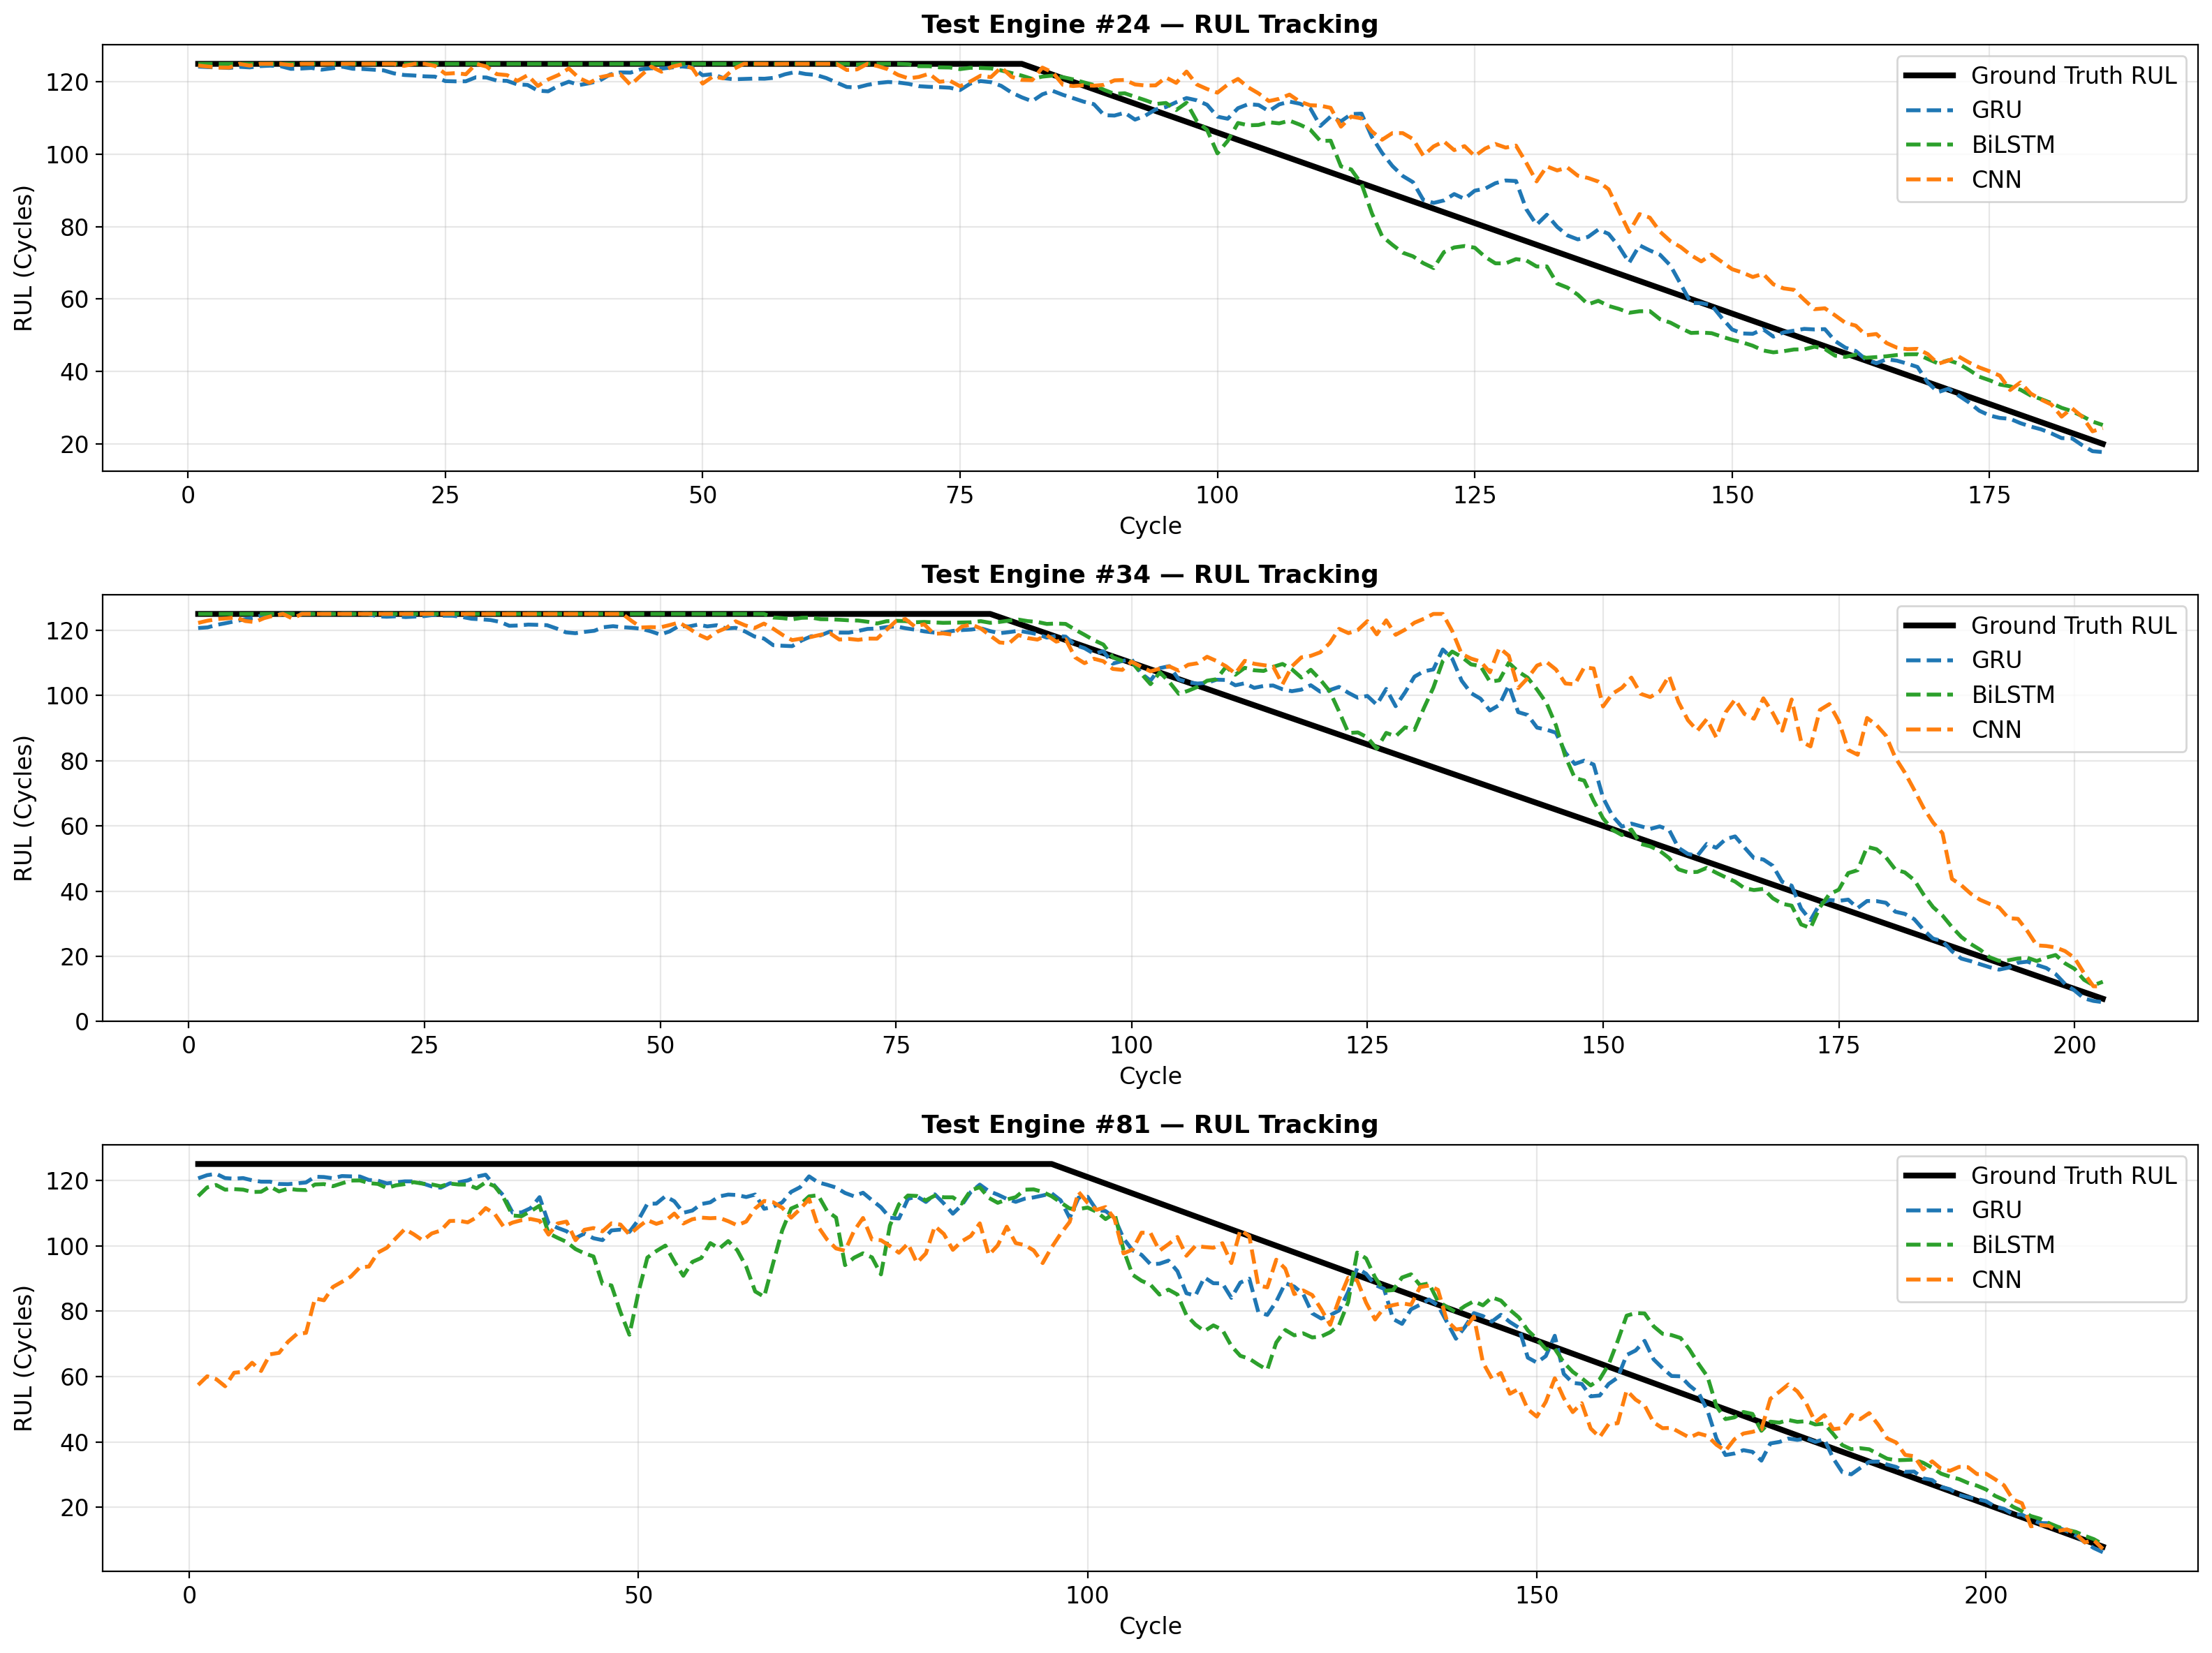 Test Engine #24 — RUL Tracking
RUL (Cycles)
120
100
80
60
40
20
0 25 50 75 100 125 150 175
Cycle
Ground Truth RUL
GRU
BiLSTM
CNN
Test Engine #34 — RUL Tracking
RUL (Cycles)
120
100
80
60
40
20
0
0 25 50 75 100 125 150 175 200
Cycle
Ground Truth RUL
GRU
BiLSTM
CNN
Test Engine #81 — RUL Tracking
RUL (Cycles)
120
100
80
60
40
20
0 50 100 150 200
Cycle
Ground Truth RUL
GRU
BiLSTM
CNN